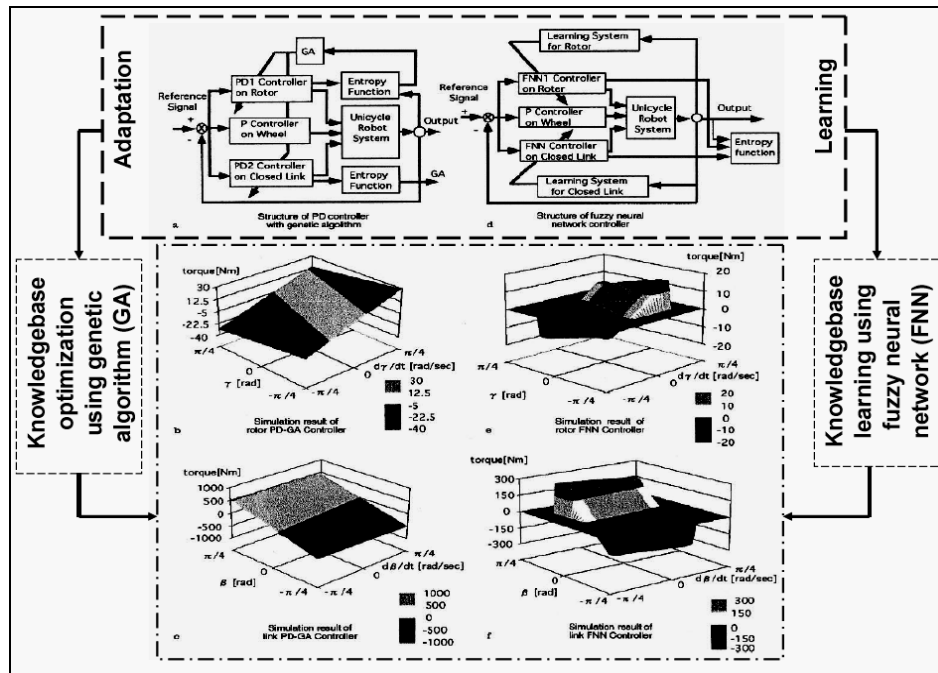 Adaptation
Learning
GA
PD1 Controller
on Rotor
Entropy
Function
Reference
Signal
+
-
P Controller
on Wheel
Unicycle
Robot
System
Output
PD2 Controller
on Closed Link
Entropy
Function
GA
Structure of PD controller
with genetic algorithm
a
Learning System
for Rotor
FNN1 Controller
on Rotor
Reference
Signal
+
-
P Controller
on Wheel
Unicycle
Robot
System
Output
FNN Controller
on Closed Link
Entropy
function
Learning System
for Closed Link
d
Structure of fuzzy neural
network controller
Knowledgebase
optimization
using genetic
algorithm (GA)
Knowledgebase
learning using
fuzzy neural
network (FNN)
torque[Nm]
30
12.5
-5
-22.5
-40
π/4
0
-π/4
γ [rad]
π/4
0
-π/4
dγ/dt [rad/sec]
30
12.5
-5
-22.5
-40
b
Simulation result of
rotor PD-GA Controller
torque[Nm]
20
10
0
-10
-20
π/4
0
-π/4
γ [rad]
π/4
0
-π/4
dγ/dt [rad/sec]
20
10
0
-10
-20
e
Simulation result of
rotor FNN Controller
torque[Nm]
1000
500
0
-500
-1000
π/4
0
-π/4
β [rad]
π/4
0
-π/4
dβ/dt [rad/sec]
1000
500
0
-500
-1000
c
Simulation result of
link PD-GA Controller
torque[Nm]
300
150
0
-150
-300
π/4
0
-π/4
β [rad]
π/4
0
-π/4
dβ/dt [rad/sec]
300
150
0
-150
-300
f
Simulation result of
link FNN Controller